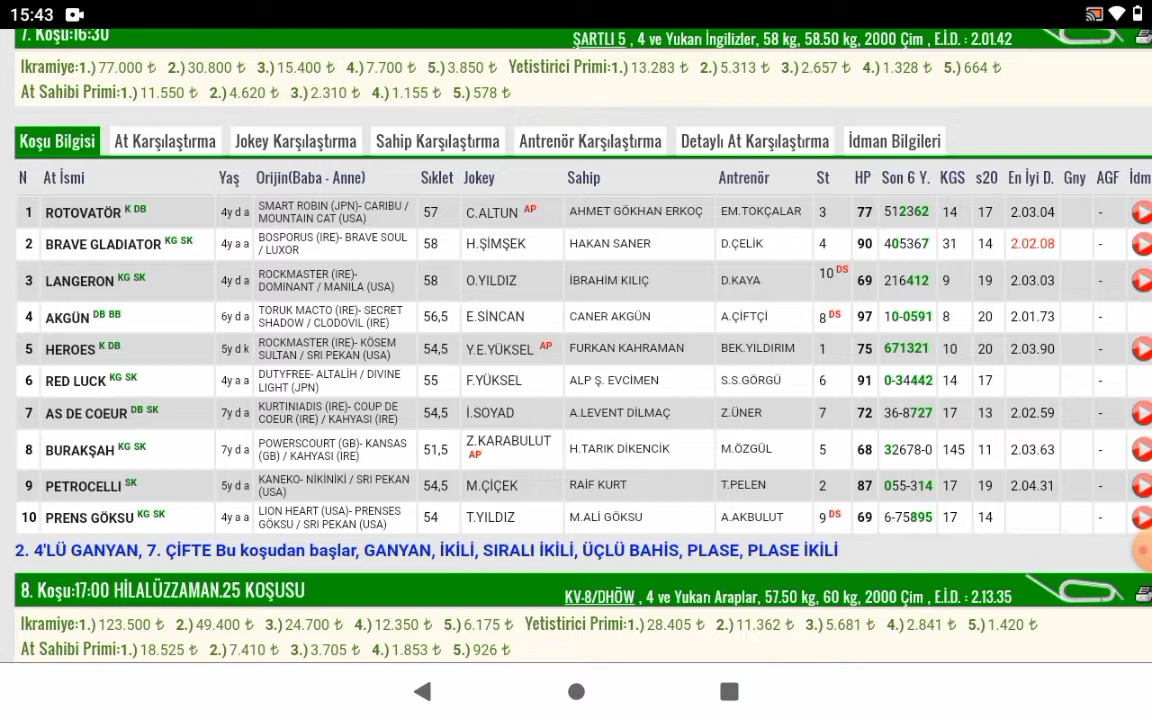 15:43
7. Koşu:16:30
ŞARTLI 5 , 4 ve Yukarı İngilizler, 58 kg, 58.50 kg, 2000 Çim , E.İ.D. : 2.01.42
Ikramiye:1.)77.000 ₺ 2.)30.800 ₺ 3.)15.400 ₺ 4.)7.700 ₺ 5.)3.850 ₺ Yetistirici Primi:1.)13.283 ₺ 2.)5.313 ₺ 3.)2.657 ₺ 4.)1.328 ₺ 5.)664 ₺
At Sahibi Primi:1.)11.550 ₺ 2.)4.620 ₺ 3.)2.310 ₺ 4.)1.155 ₺ 5.)578 ₺
Koşu Bilgisi At Karşılaştırma Jokey Karşılaştırma Sahip Karşılaştırma Antrenör Karşılaştırma Detaylı At Karşılaştırma İdman Bilgileri
N At İsmi Yaş Orijin(Baba - Anne) Sıklet Jokey Sahip Antrenör St HP Son 6 Y. KGS s20 En İyi D. Gny AGF İdm
1 ROTOVATÖR K DB 4y d a SMART ROBIN (JPN)- CARIBU / MOUNTAIN CAT (USA) 57 C.ALTUN AP AHMET GÖKHAN ERKOÇ EM.TOKÇALAR 3 77 512362 14 17 2.03.04 -
2 BRAVE GLADIATOR KG SK 4y a a BOSPORUS (IRE)- BRAVE SOUL / LUXOR 58 H.ŞİMŞEK HAKAN SANER D.ÇELİK 4 90 405367 31 14 2.02.08 -
3 LANGERON KG SK 4y d a ROCKMASTER (IRE)- DOMINANT / MANILA (USA) 58 O.YILDIZ İBRAHİM KILIÇ D.KAYA 10 DS 69 216412 9 19 2.03.03 -
4 AKGÜN DB BB 6y d a TORUK MACTO (IRE)- SECRET SHADOW / CLODOVIL (IRE) 56,5 E.SİNCAN CANER AKGÜN A.ÇİFTÇİ 8 DS 97 10-0591 8 20 2.01.73 -
5 HEROES K DB 5y d k ROCKMASTER (IRE)- KÖSEM SULTAN / SRI PEKAN (USA) 54,5 Y.E.YÜKSEL AP FURKAN KAHRAMAN BEK.YILDIRIM 1 75 671321 10 20 2.03.90 -
6 RED LUCK KG SK 4y a a DUTYFREE- ALTALİH / DIVINE LIGHT (JPN) 55 F.YÜKSEL ALP Ş. EVCİMEN S.S.GÖRGÜ 6 91 0-34442 14 17 -
7 AS DE COEUR DB SK 7y d a KURTINIADIS (IRE)- COUP DE COEUR (IRE) / KAHYASI (IRE) 54,5 İ.SOYAD A.LEVENT DİLMAÇ Z.ÜNER 7 72 36-8727 17 13 2.02.59 -
8 BURAKŞAH KG SK 7y d a POWERSCOURT (GB)- KANSAS (GB) / KAHYASI (IRE) 51,5 Z.KARABULUT AP H.TARIK DİKENCİK M.ÖZGÜL 5 68 32678-0 145 11 2.03.63 -
9 PETROCELLI SK 5y d a KANEKO- NİKİNİKİ / SRI PEKAN (USA) 54,5 M.ÇİÇEK RAİF KURT T.PELEN 2 87 055-314 17 19 2.04.31 -
10 PRENS GÖKSU KG SK 4y a a LION HEART (USA)- PRENSES GÖKSU / SRI PEKAN (USA) 54 T.YILDIZ M.ALİ GÖKSU A.AKBULUT 9 DS 69 6-75895 17 14 -
2. 4'LÜ GANYAN, 7. ÇİFTE Bu koşudan başlar, GANYAN, İKİLİ, SIRALI İKİLİ, ÜÇLÜ BAHİS, PLASE, PLASE İKİLİ
8. Koşu:17:00 HİLALÜZZAMAN.25 KOŞUSU
KV-8/DHÖW , 4 ve Yukarı Araplar, 57.50 kg, 60 kg, 2000 Çim , E.İ.D. : 2.13.35
Ikramiye:1.)123.500 ₺ 2.)49.400 ₺ 3.)24.700 ₺ 4.)12.350 ₺ 5.)6.175 ₺ Yetistirici Primi:1.)28.405 ₺ 2.)11.362 ₺ 3.)5.681 ₺ 4.)2.841 ₺ 5.)1.420 ₺
At Sahibi Primi:1.)18.525 ₺ 2.)7.410 ₺ 3.)3.705 ₺ 4.)1.853 ₺ 5.)926 ₺